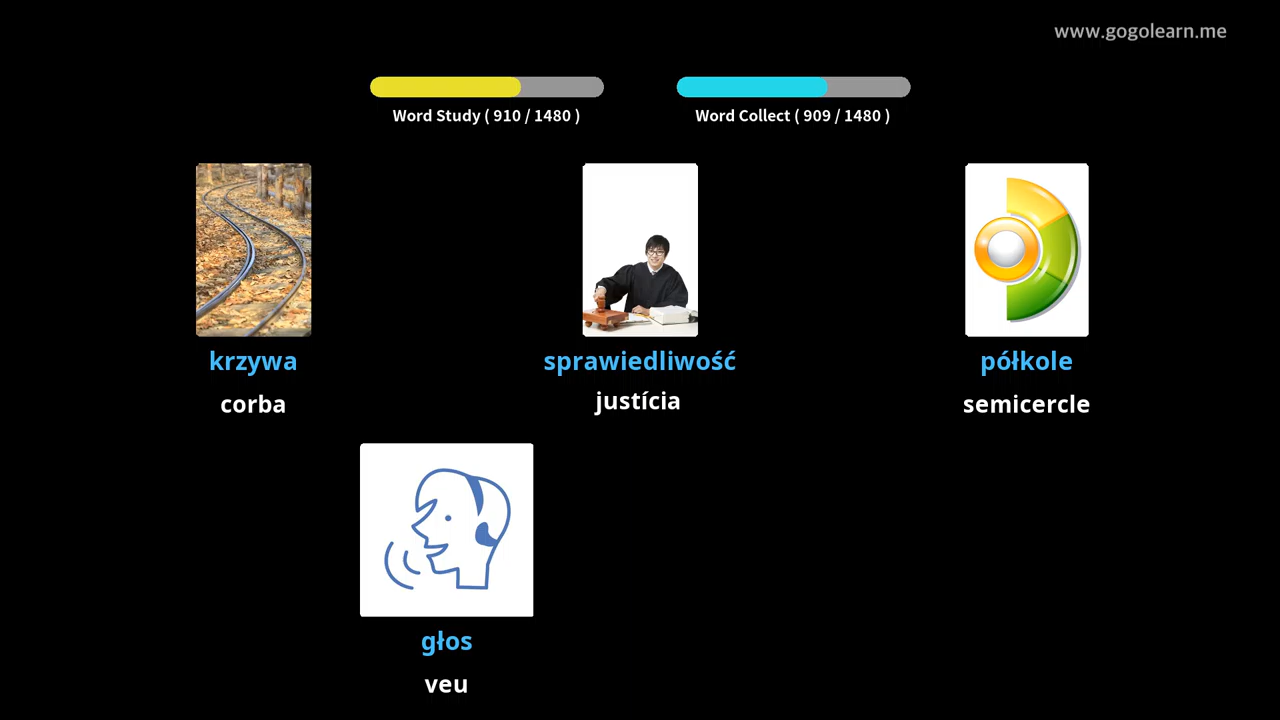 www.gogolearn.me
Word Study ( 910 / 1480 )
Word Collect ( 909 / 1480 )
krzywa
corba
sprawiedliwość
justícia
półkole
semicercle
głos
veu